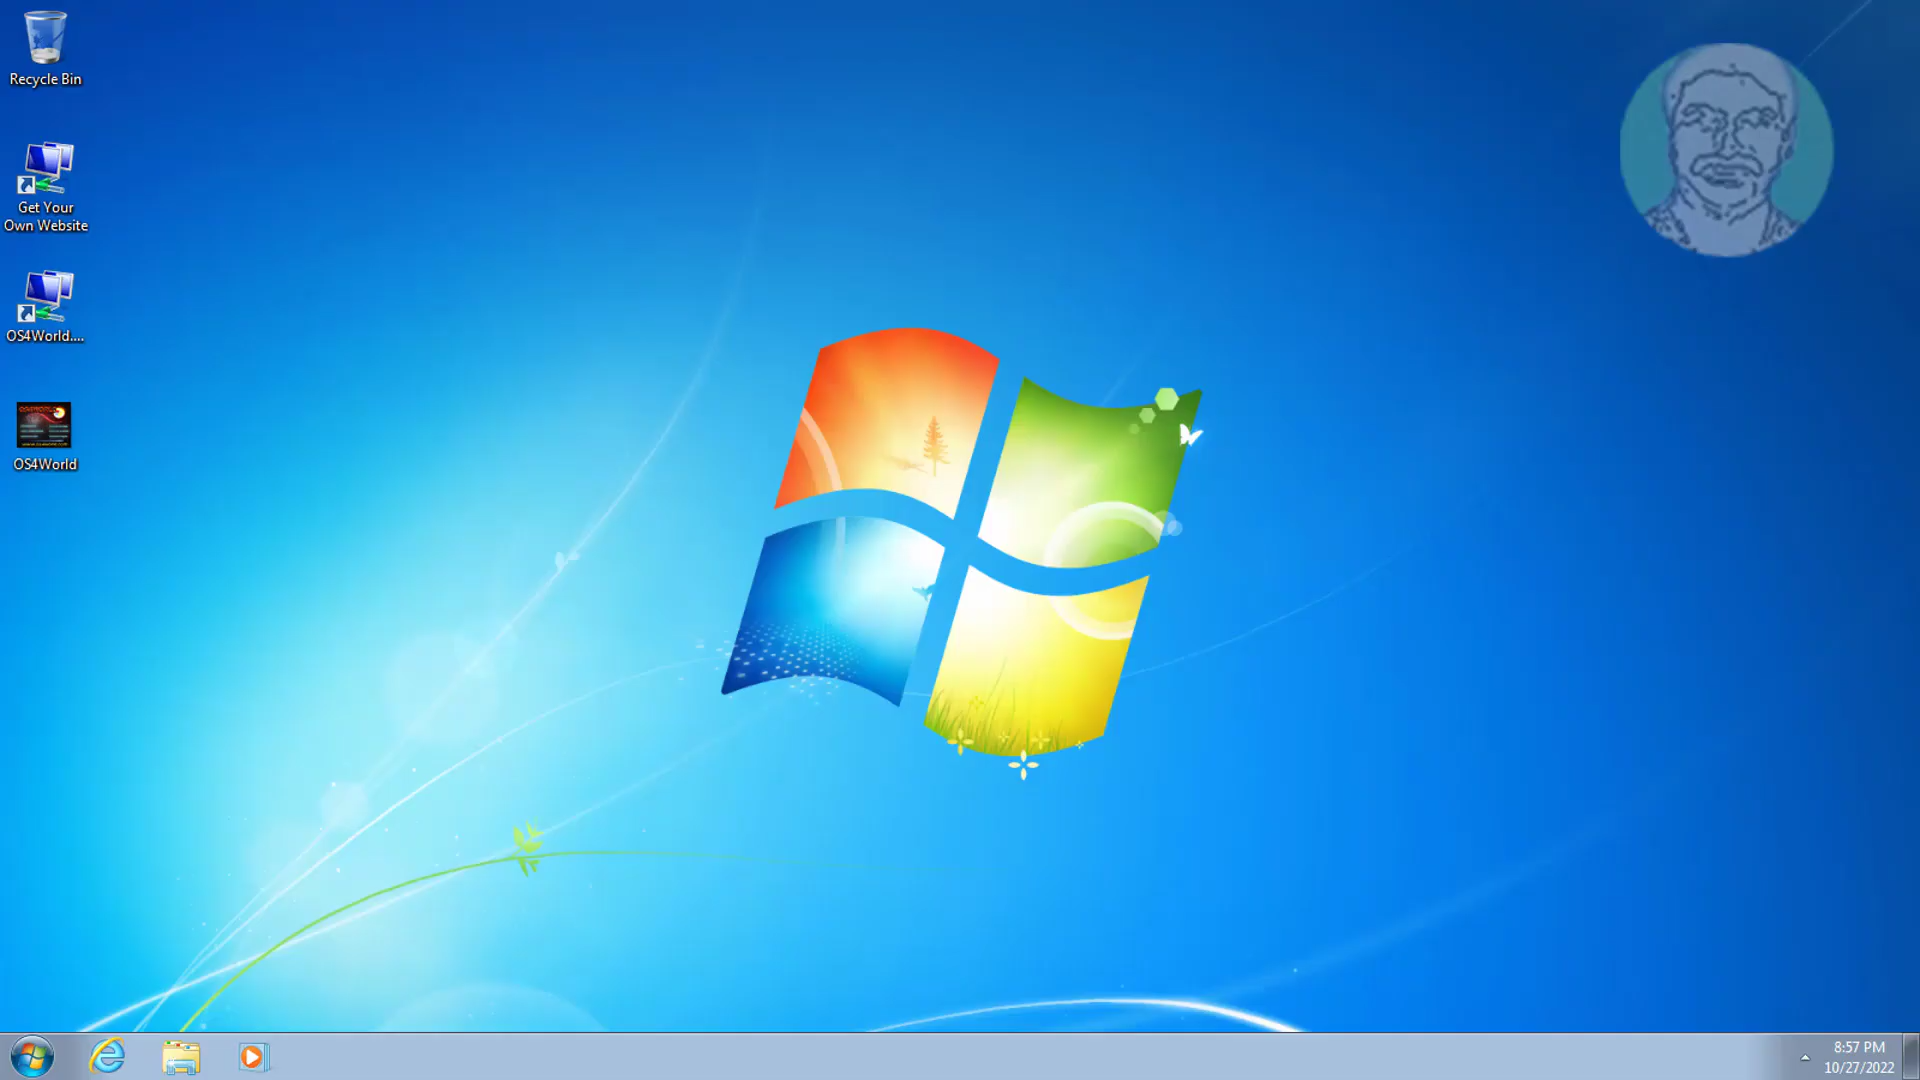 Recycle Bin
Get Your
Own Website
OS4World....
OS4World
8:57 PM
10/27/2022